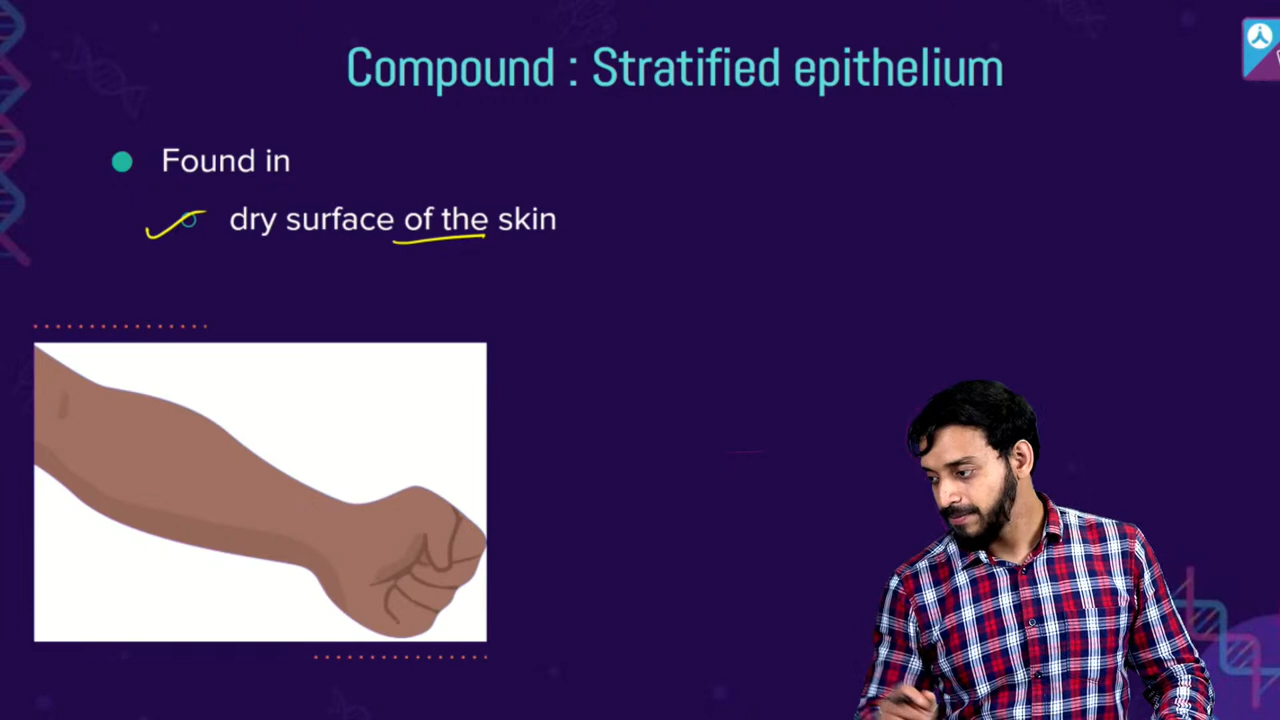 Compound : Stratified epithelium
Found in
dry surface of the skin